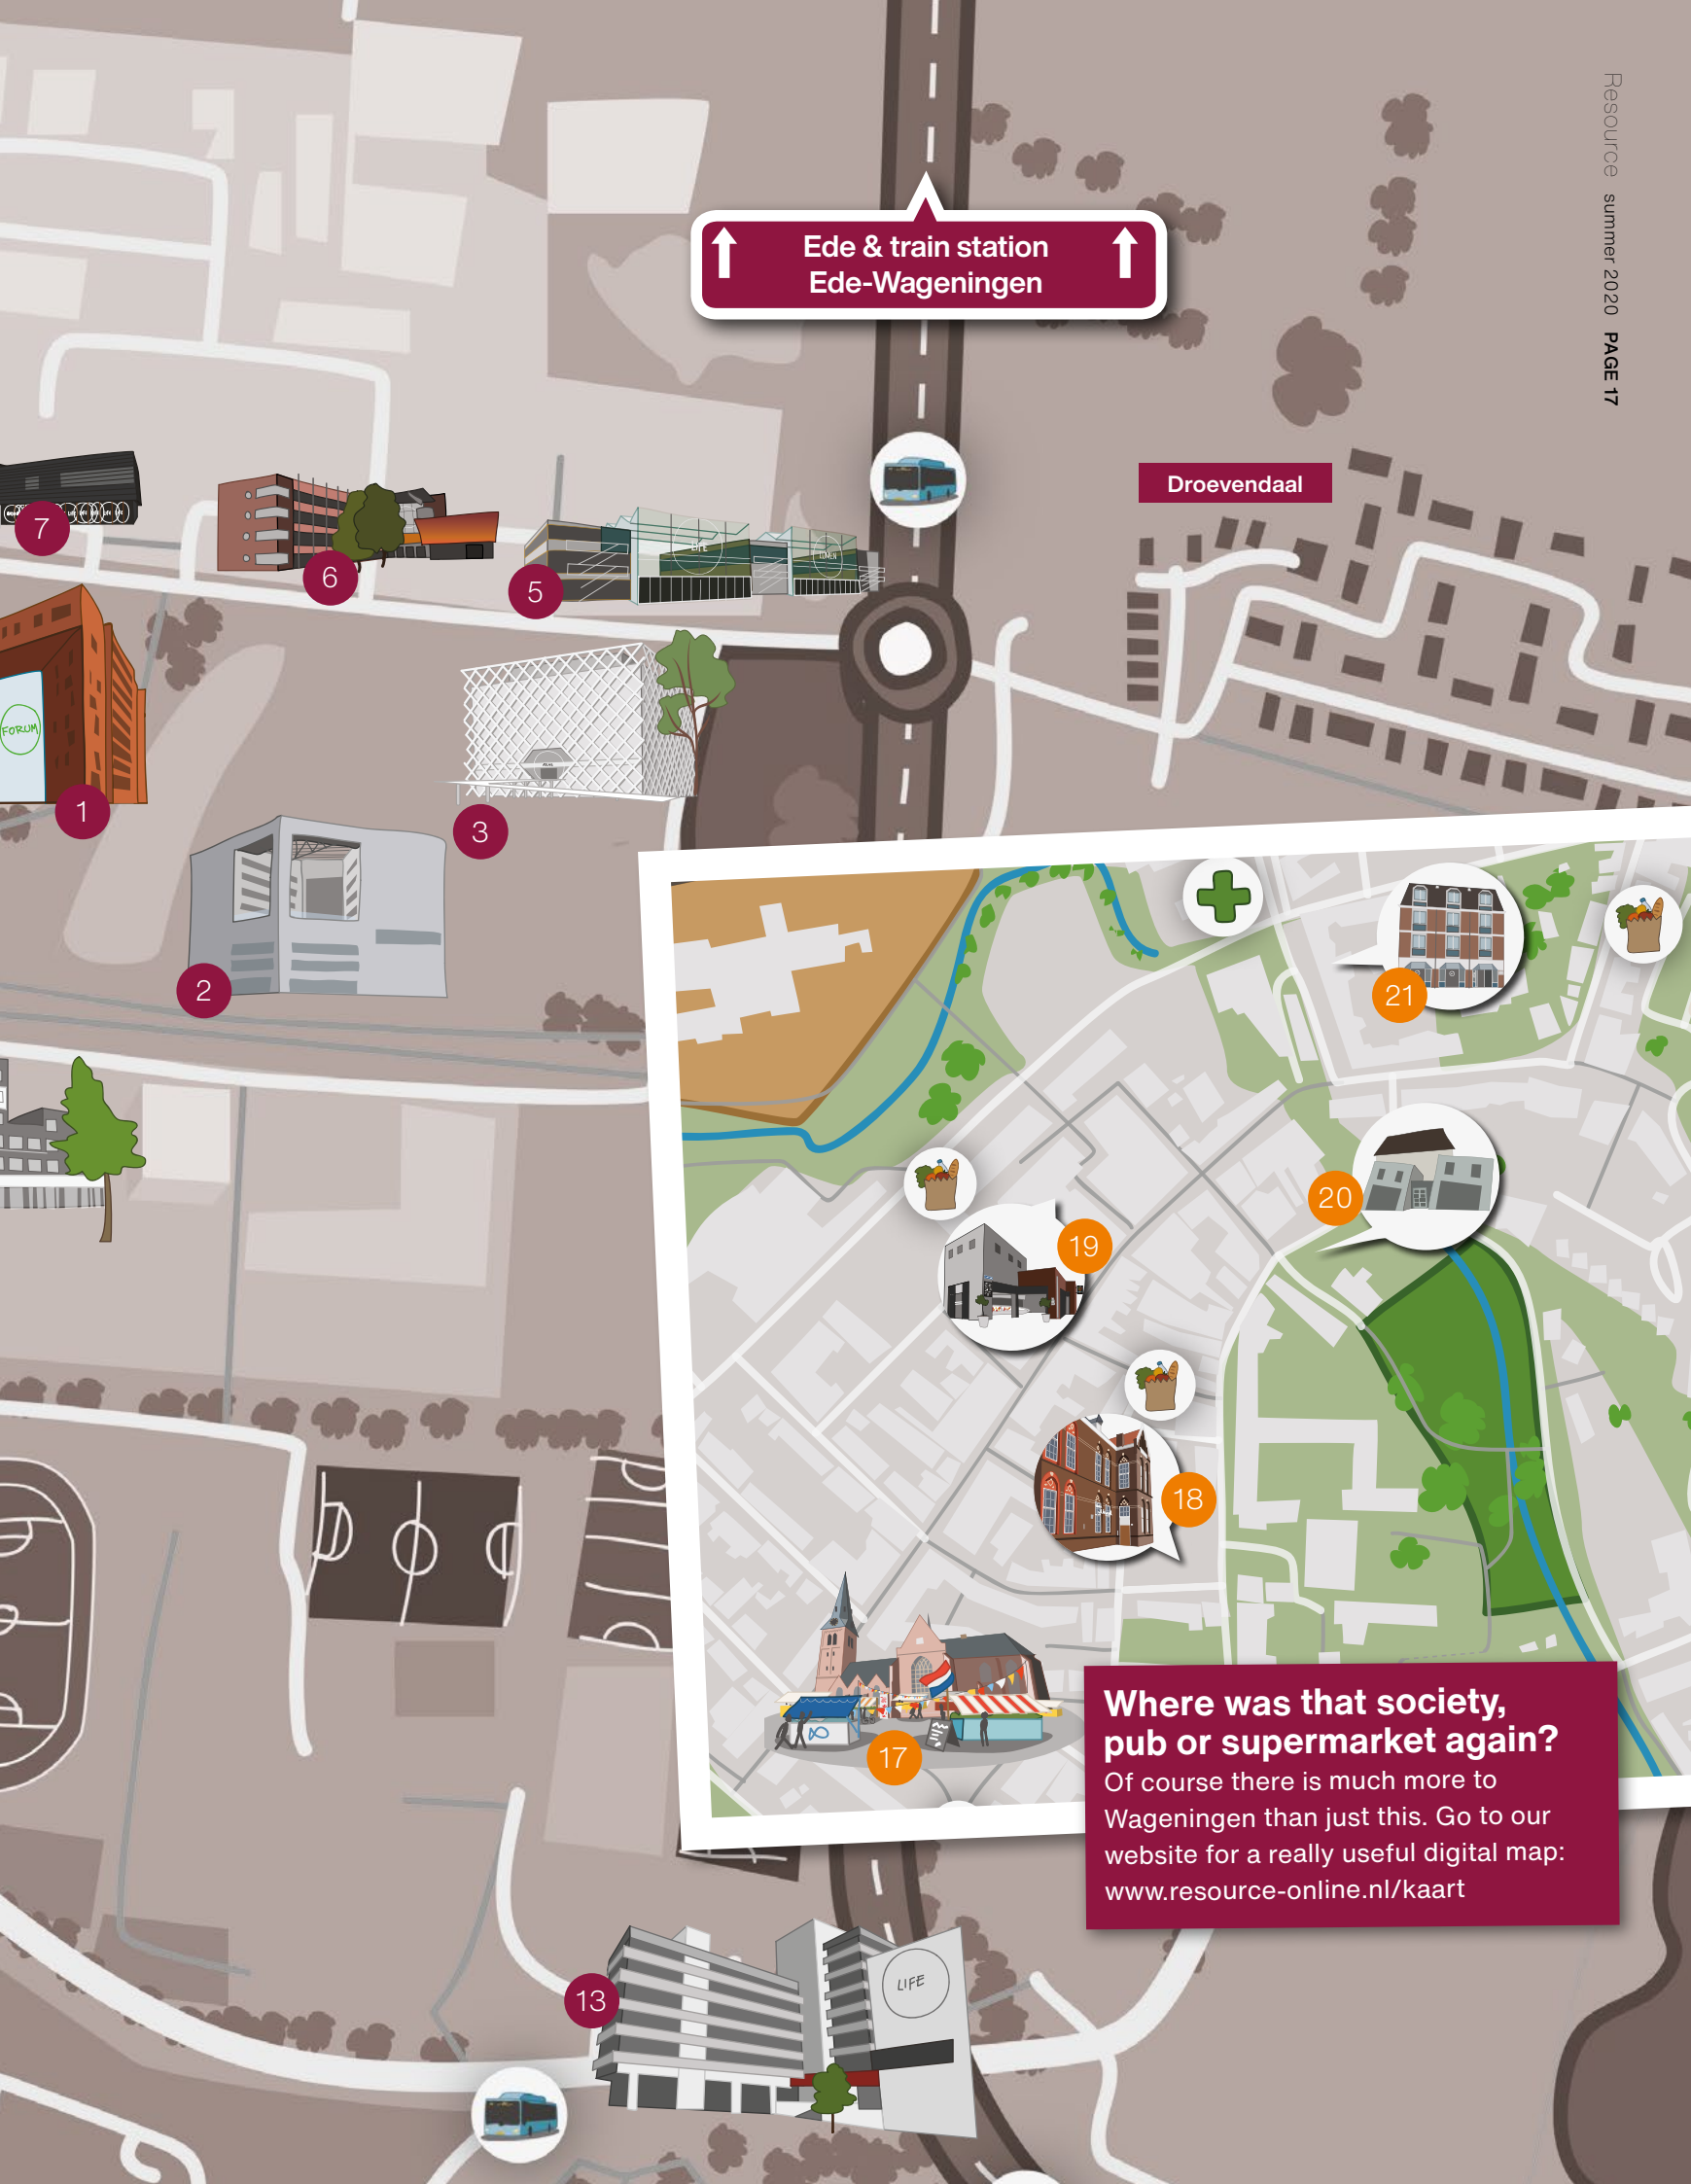 Resource summer 2020 PAGE 17
Ede & train station
Ede-Wageningen
Droevendaal
7
6
5
LIFE
LUMEN
FORUM
1
3
2
21
20
19
18
17
Where was that society,
pub or supermarket again?
Of course there is much more to
Wageningen than just this. Go to our
website for a really useful digital map:
www.resource-online.nl/kaart
13
LIFE